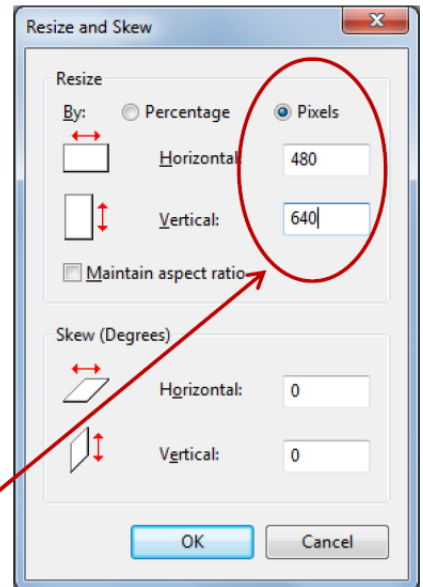 Resize and Skew
Resize
By: Percentage Pixels
Horizontal: 480
Vertical: 640
Maintain aspect ratio
Skew (Degrees)
Horizontal: 0
Vertical: 0
OK Cancel